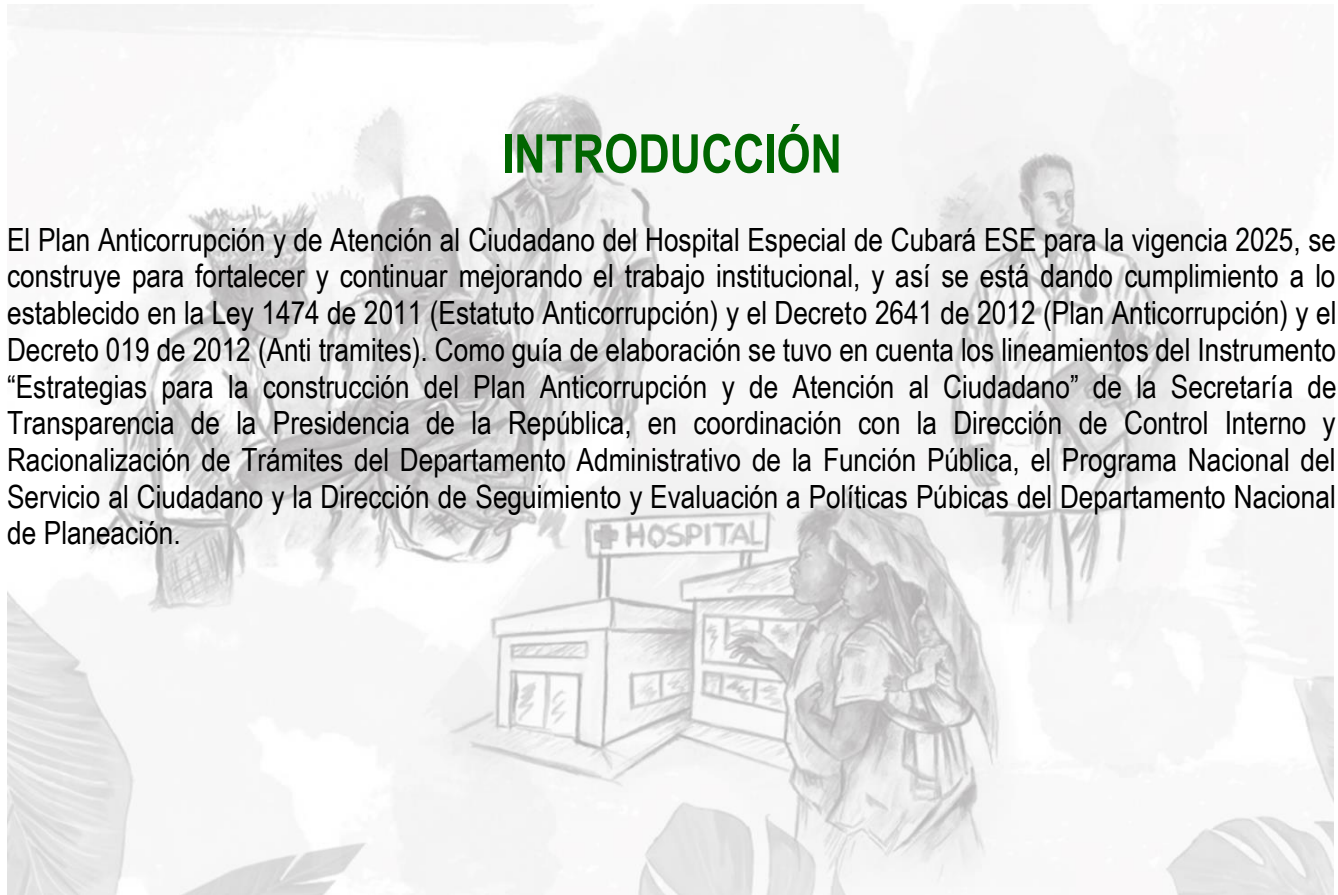 INTRODUCCIÓN
El Plan Anticorrupción y de Atención al Ciudadano del Hospital Especial de Cubará ESE para la vigencia 2025, se
construye para fortalecer y continuar mejorando el trabajo institucional, y así se está dando cumplimiento a lo
establecido en la Ley 1474 de 2011 (Estatuto Anticorrupción) y el Decreto 2641 de 2012 (Plan Anticorrupción) y el
Decreto 019 de 2012 (Anti tramites). Como guía de elaboración se tuvo en cuenta los lineamientos del Instrumento
“Estrategias para la construcción del Plan Anticorrupción y de Atención al Ciudadano” de la Secretaría de
Transparencia de la Presidencia de la República, en coordinación con la Dirección de Control Interno y
Racionalización de Trámites del Departamento Administrativo de la Función Pública, el Programa Nacional del
Servicio al Ciudadano y la Dirección de Seguimiento y Evaluación a Políticas Púbicas del Departamento Nacional
de Planeación.
HOSPITAL